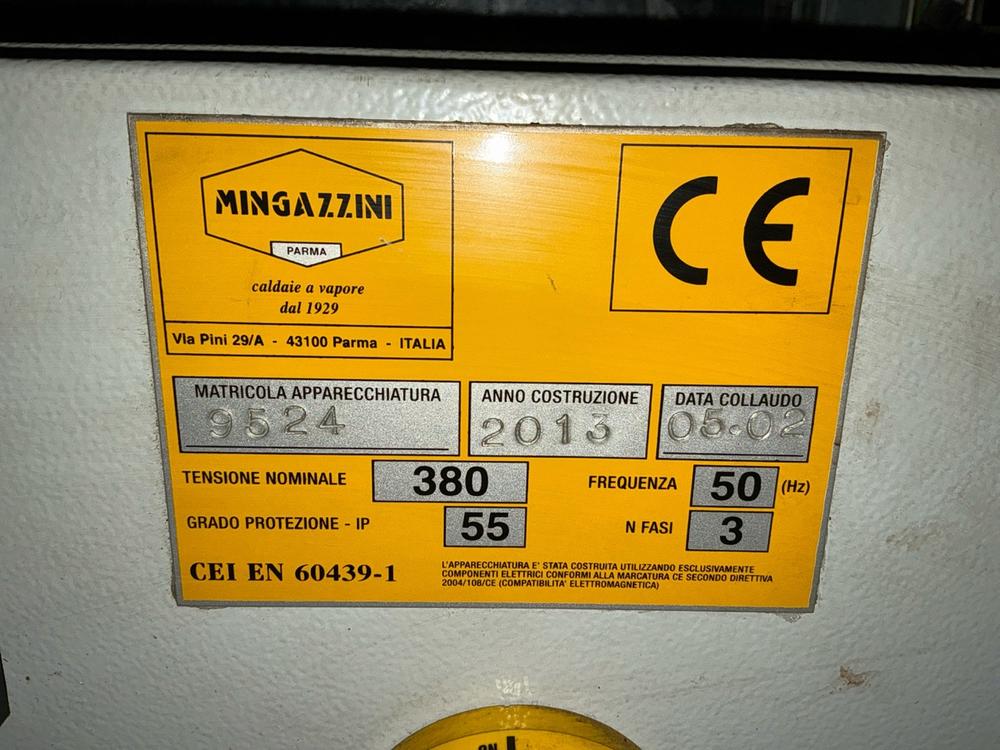 MINGAZZINI
PARMA
caldaie a vapore
dal 1929
Via Pini 29/A - 43100 Parma - ITALIA
CE
MATRICOLA APPARECCHIATURA
9524
ANNO COSTRUZIONE
2013
DATA COLLAUDO
05.02
TENSIONE NOMINALE 380
FREQUENZA 50 (Hz)
GRADO PROTEZIONE - IP 55
N FASI 3
CEI EN 60439-1
L'APPARECCHIATURA E' STATA COSTRUITA UTILIZZANDO ESCLUSIVAMENTE
COMPONENTI ELETTRICI CONFORMI ALLA MARCATURA CE SECONDO DIRETTIVA
2004/108/CE (COMPATIBILITA' ELETTROMAGNETICA)
ON I